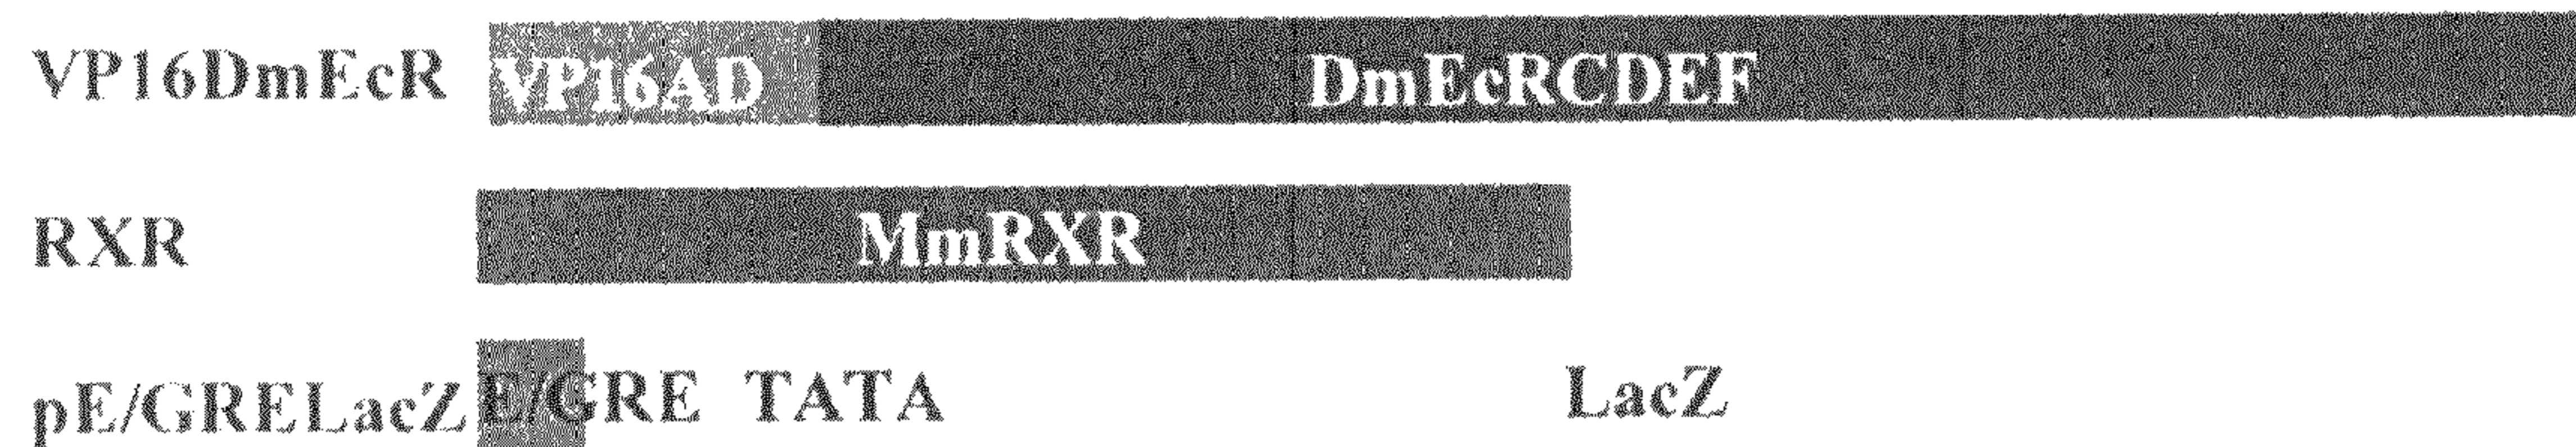 VP16DmEcR VP16AD DmEcRCDEF
RXR MmRXR
pE/GRELacZ E/GRE TATA LacZ